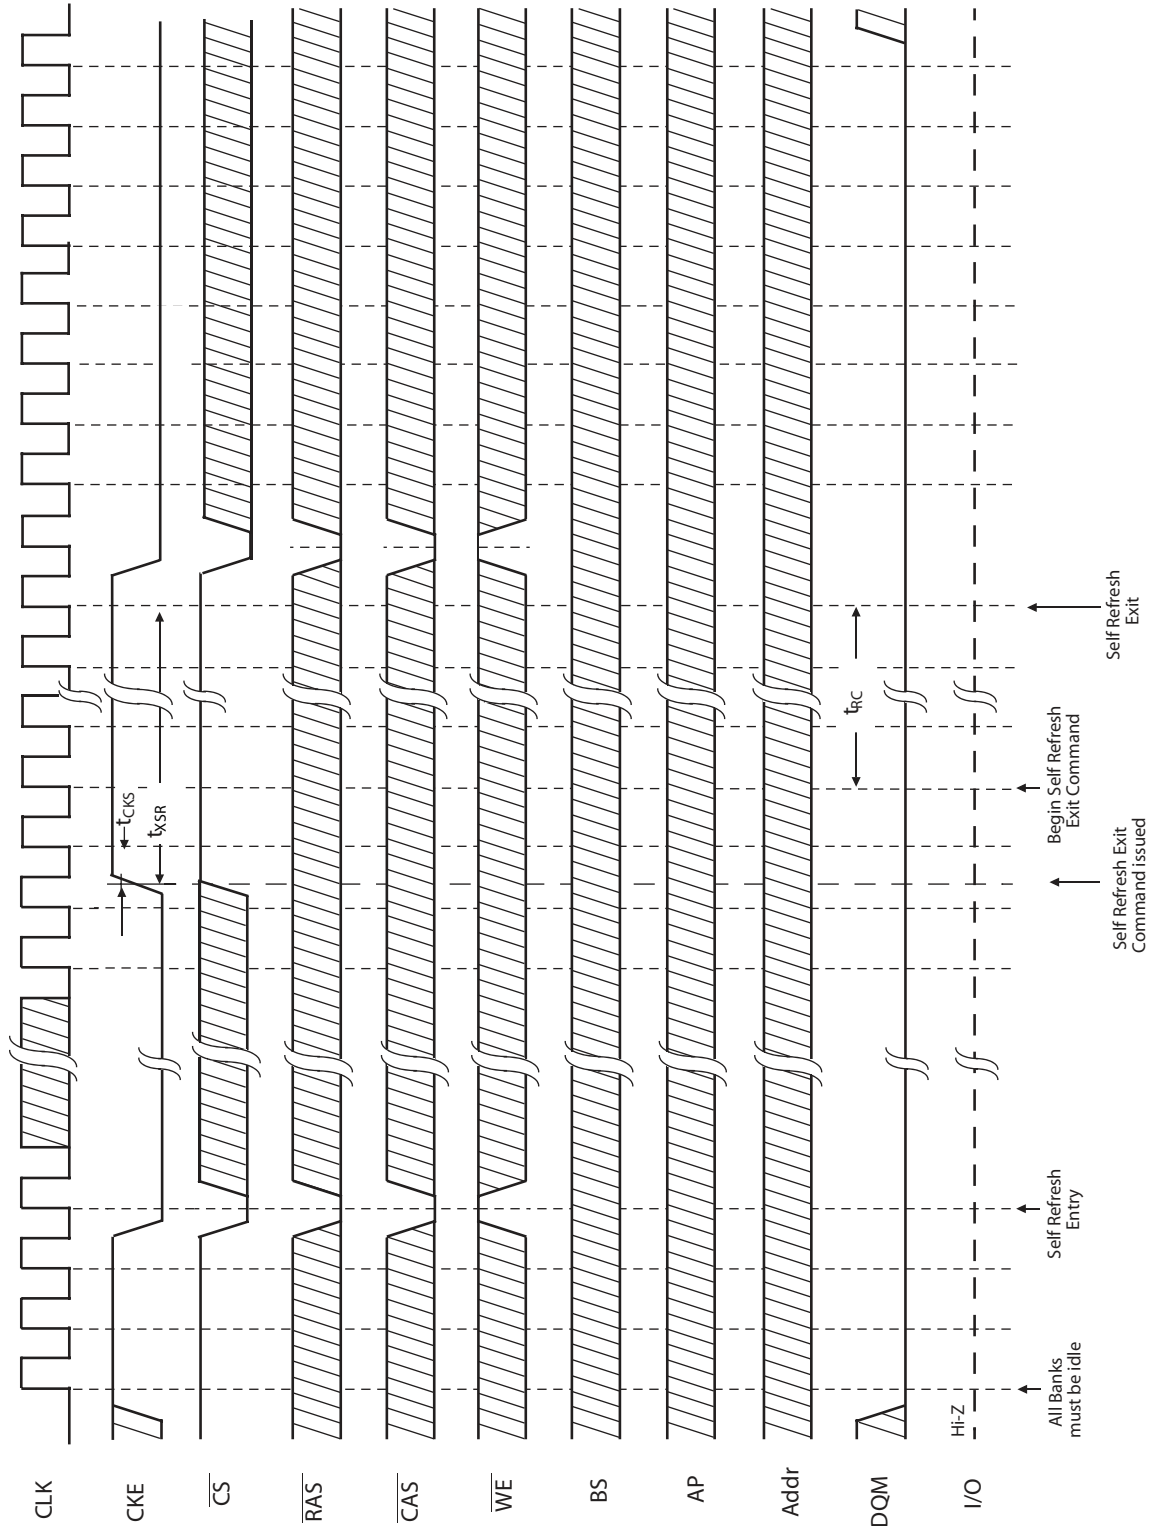 CLK
CKE
CS
RAS
CAS
WE
BS
AP
Addr
DQM
I/O
tCKS
tXSR
tRC
Hi-Z
All Banks
must be idle
Self Refresh
Entry
Self Refresh Exit
Command issued
Begin Self Refresh
Exit Command
Self Refresh
Exit